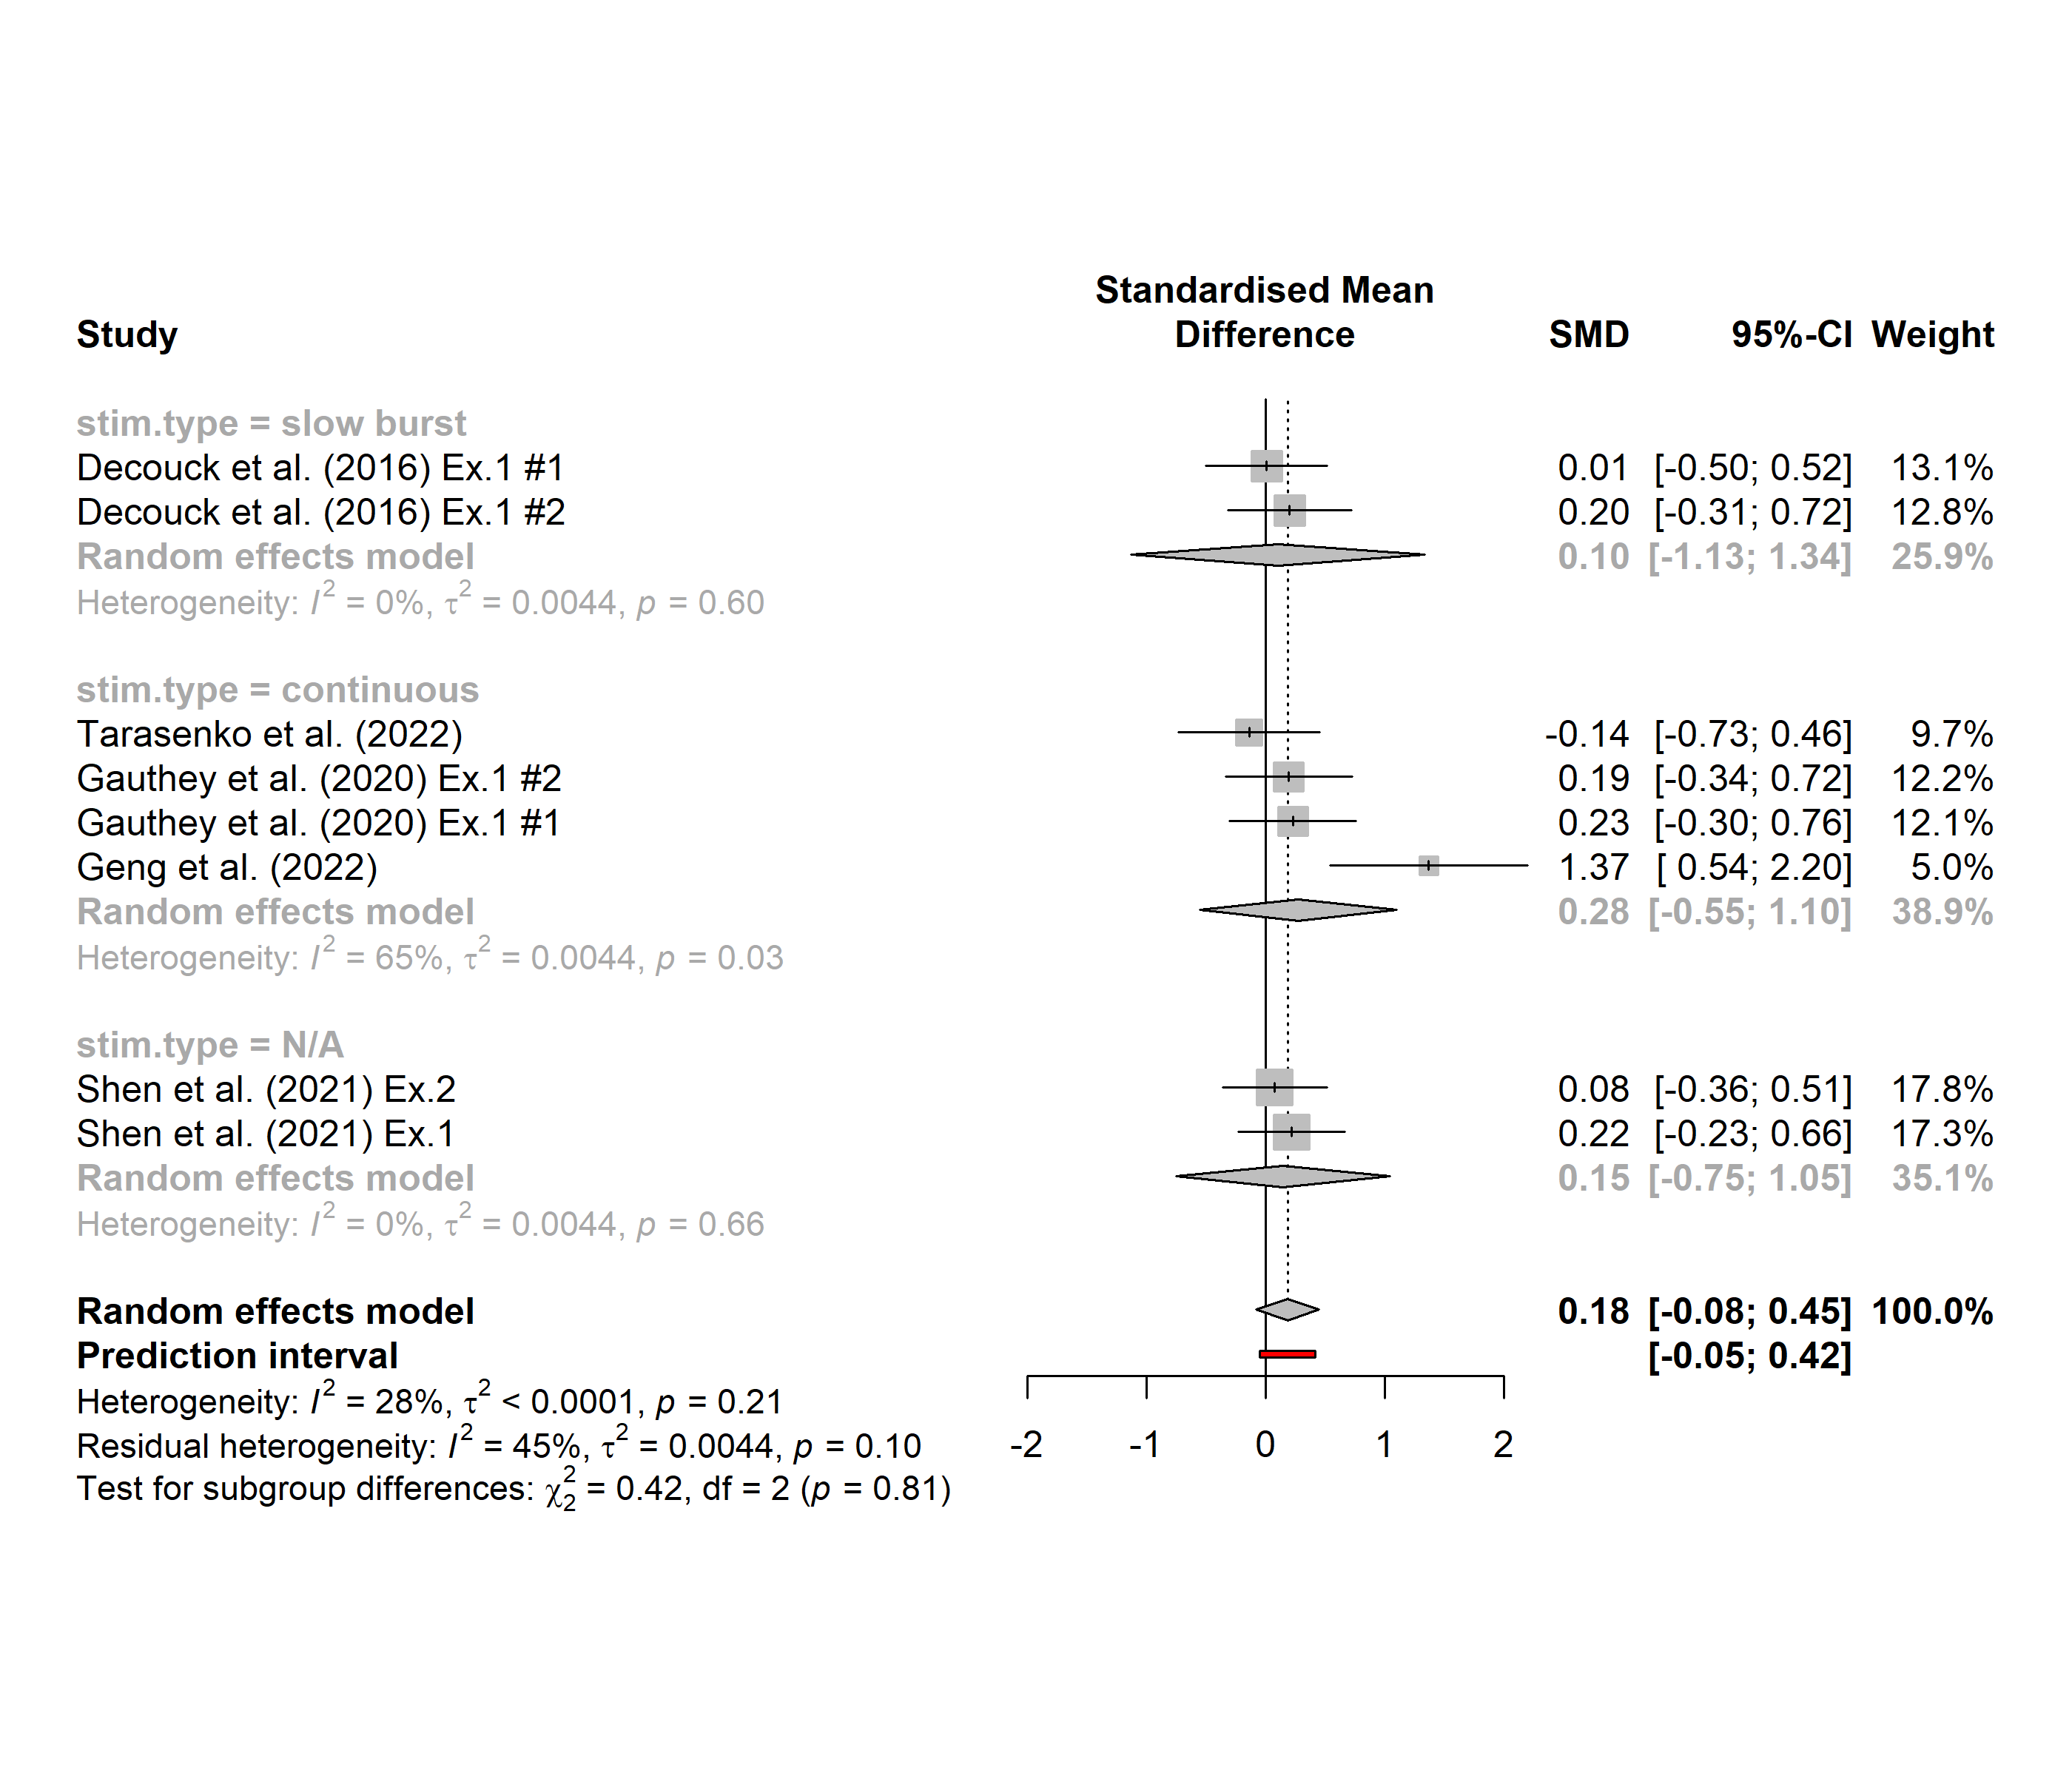 Standardised Mean
Study Difference SMD 95%-CI Weight
stim.type = slow burst
Decouck et al. (2016) Ex.1 #1 0.01 [-0.50; 0.52] 13.1%
Decouck et al. (2016) Ex.1 #2 0.20 [-0.31; 0.72] 12.8%
Random effects model 0.10 [-1.13; 1.34] 25.9%
Heterogeneity: I² = 0%, τ² = 0.0044, p = 0.60
stim.type = continuous
Tarasenko et al. (2022) -0.14 [-0.73; 0.46] 9.7%
Gauthey et al. (2020) Ex.1 #2 0.19 [-0.34; 0.72] 12.2%
Gauthey et al. (2020) Ex.1 #1 0.23 [-0.30; 0.76] 12.1%
Geng et al. (2022) 1.37 [ 0.54; 2.20] 5.0%
Random effects model 0.28 [-0.55; 1.10] 38.9%
Heterogeneity: I² = 65%, τ² = 0.0044, p = 0.03
stim.type = N/A
Shen et al. (2021) Ex.2 0.08 [-0.36; 0.51] 17.8%
Shen et al. (2021) Ex.1 0.22 [-0.23; 0.66] 17.3%
Random effects model 0.15 [-0.75; 1.05] 35.1%
Heterogeneity: I² = 0%, τ² = 0.0044, p = 0.66
Random effects model 0.18 [-0.08; 0.45] 100.0%
Prediction interval [-0.05; 0.42]
Heterogeneity: I² = 28%, τ² < 0.0001, p = 0.21
Residual heterogeneity: I² = 45%, τ² = 0.0044, p = 0.10 -2 -1 0 1 2
Test for subgroup differences: χ²₂ = 0.42, df = 2 (p = 0.81)